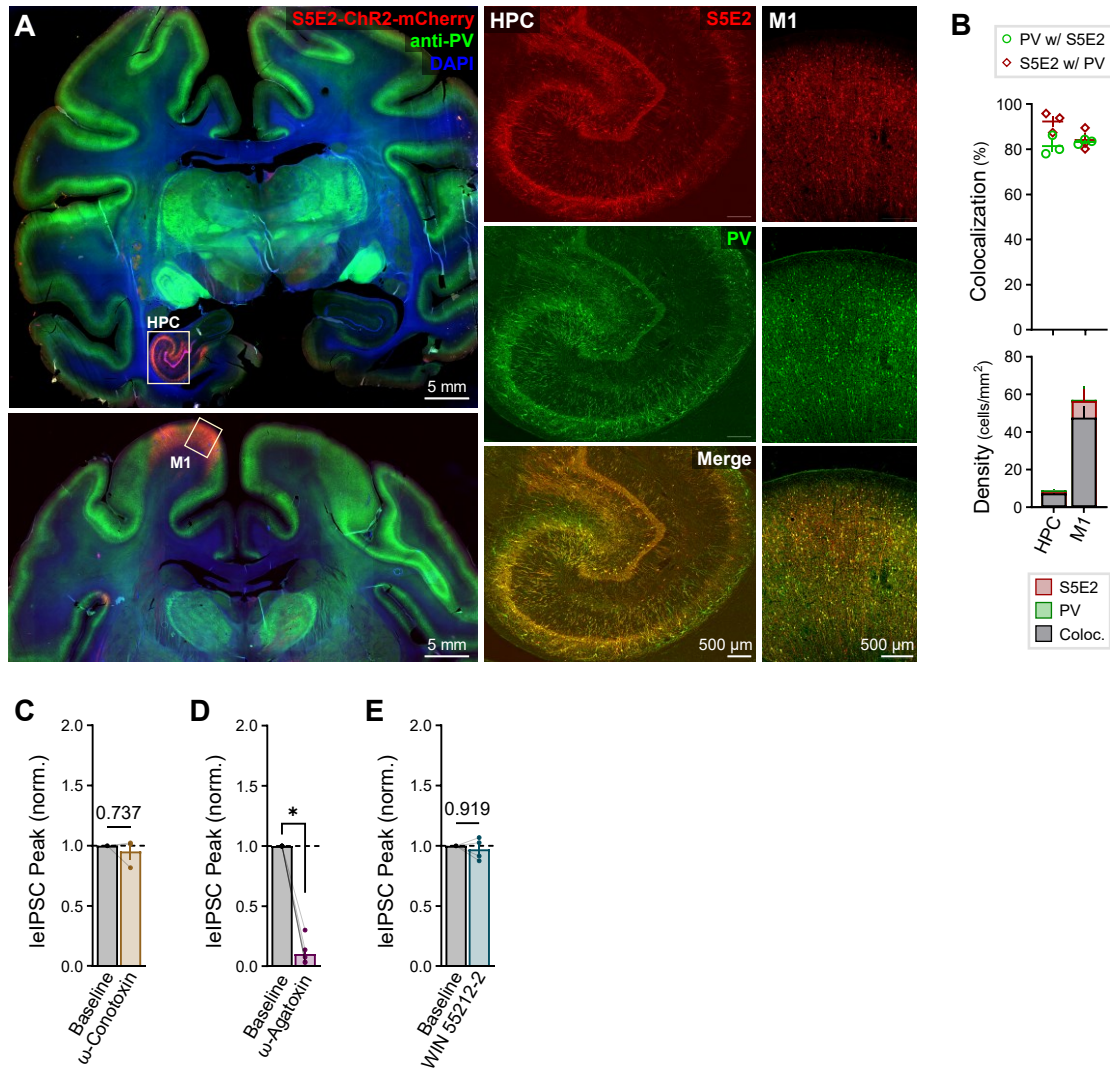 A
S5E2-ChR2-mCherry
anti-PV
DAPI
HPC
5 mm
M1
5 mm
HPC
S5E2
PV
Merge
500 µm
M1
500 µm
B
PV w/ S5E2
S5E2 w/ PV
Colocalization (%)
100
80
60
40
20
0
Density (cells/mm²)
80
60
40
20
0
HPC
M1
S5E2
PV
Coloc.
C
leIPSC Peak (norm.)
2.0
1.5
1.0
0.5
0.0
0.737
Baseline
ω-Conotoxin
D
leIPSC Peak (norm.)
2.0
1.5
1.0
0.5
0.0
*
Baseline
ω-Agatoxin
E
leIPSC Peak (norm.)
2.0
1.5
1.0
0.5
0.0
0.919
Baseline
WIN 55212-2